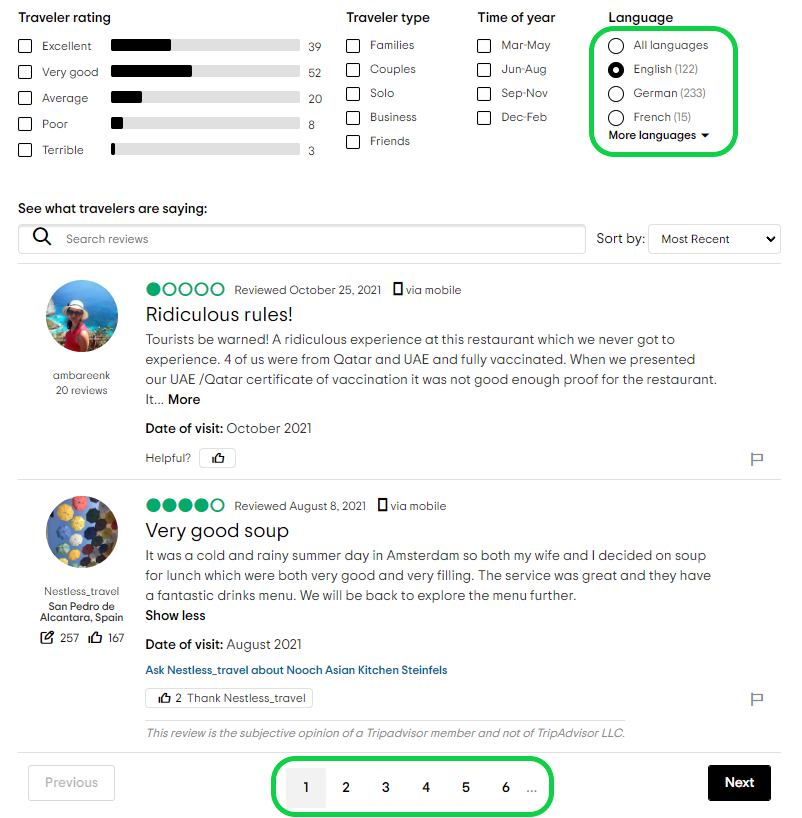 Traveler rating
Excellent 39
Very good 52
Average 20
Poor 8
Terrible 3
Traveler type
Families
Couples
Solo
Business
Friends
Time of year
Mar-May
Jun-Aug
Sep-Nov
Dec-Feb
Language
All languages
English (122)
German (233)
French (15)
More languages
See what travelers are saying:
Search reviews
Sort by: Most Recent
ambareenk
20 reviews
Reviewed October 25, 2021 via mobile
Ridiculous rules!
Tourists be warned! A ridiculous experience at this restaurant which we never got to
experience. 4 of us were from Qatar and UAE and fully vaccinated. When we presented
our UAE /Qatar certificate of vaccination it was not good enough proof for the restaurant.
It... More
Date of visit: October 2021
Helpful?
Nestless_travel
San Pedro de
Alcantara, Spain
257 167
Reviewed August 8, 2021 via mobile
Very good soup
It was a cold and rainy summer day in Amsterdam so both my wife and I decided on soup
for lunch which were both very good and very filling. The service was great and they have
a fantastic drinks menu. We will be back to explore the menu further.
Show less
Date of visit: August 2021
Ask Nestless_travel about Nooch Asian Kitchen Steinfels
2 Thank Nestless_travel
This review is the subjective opinion of a Tripadvisor member and not of TripAdvisor LLC.
Previous 1 2 3 4 5 6 ... Next